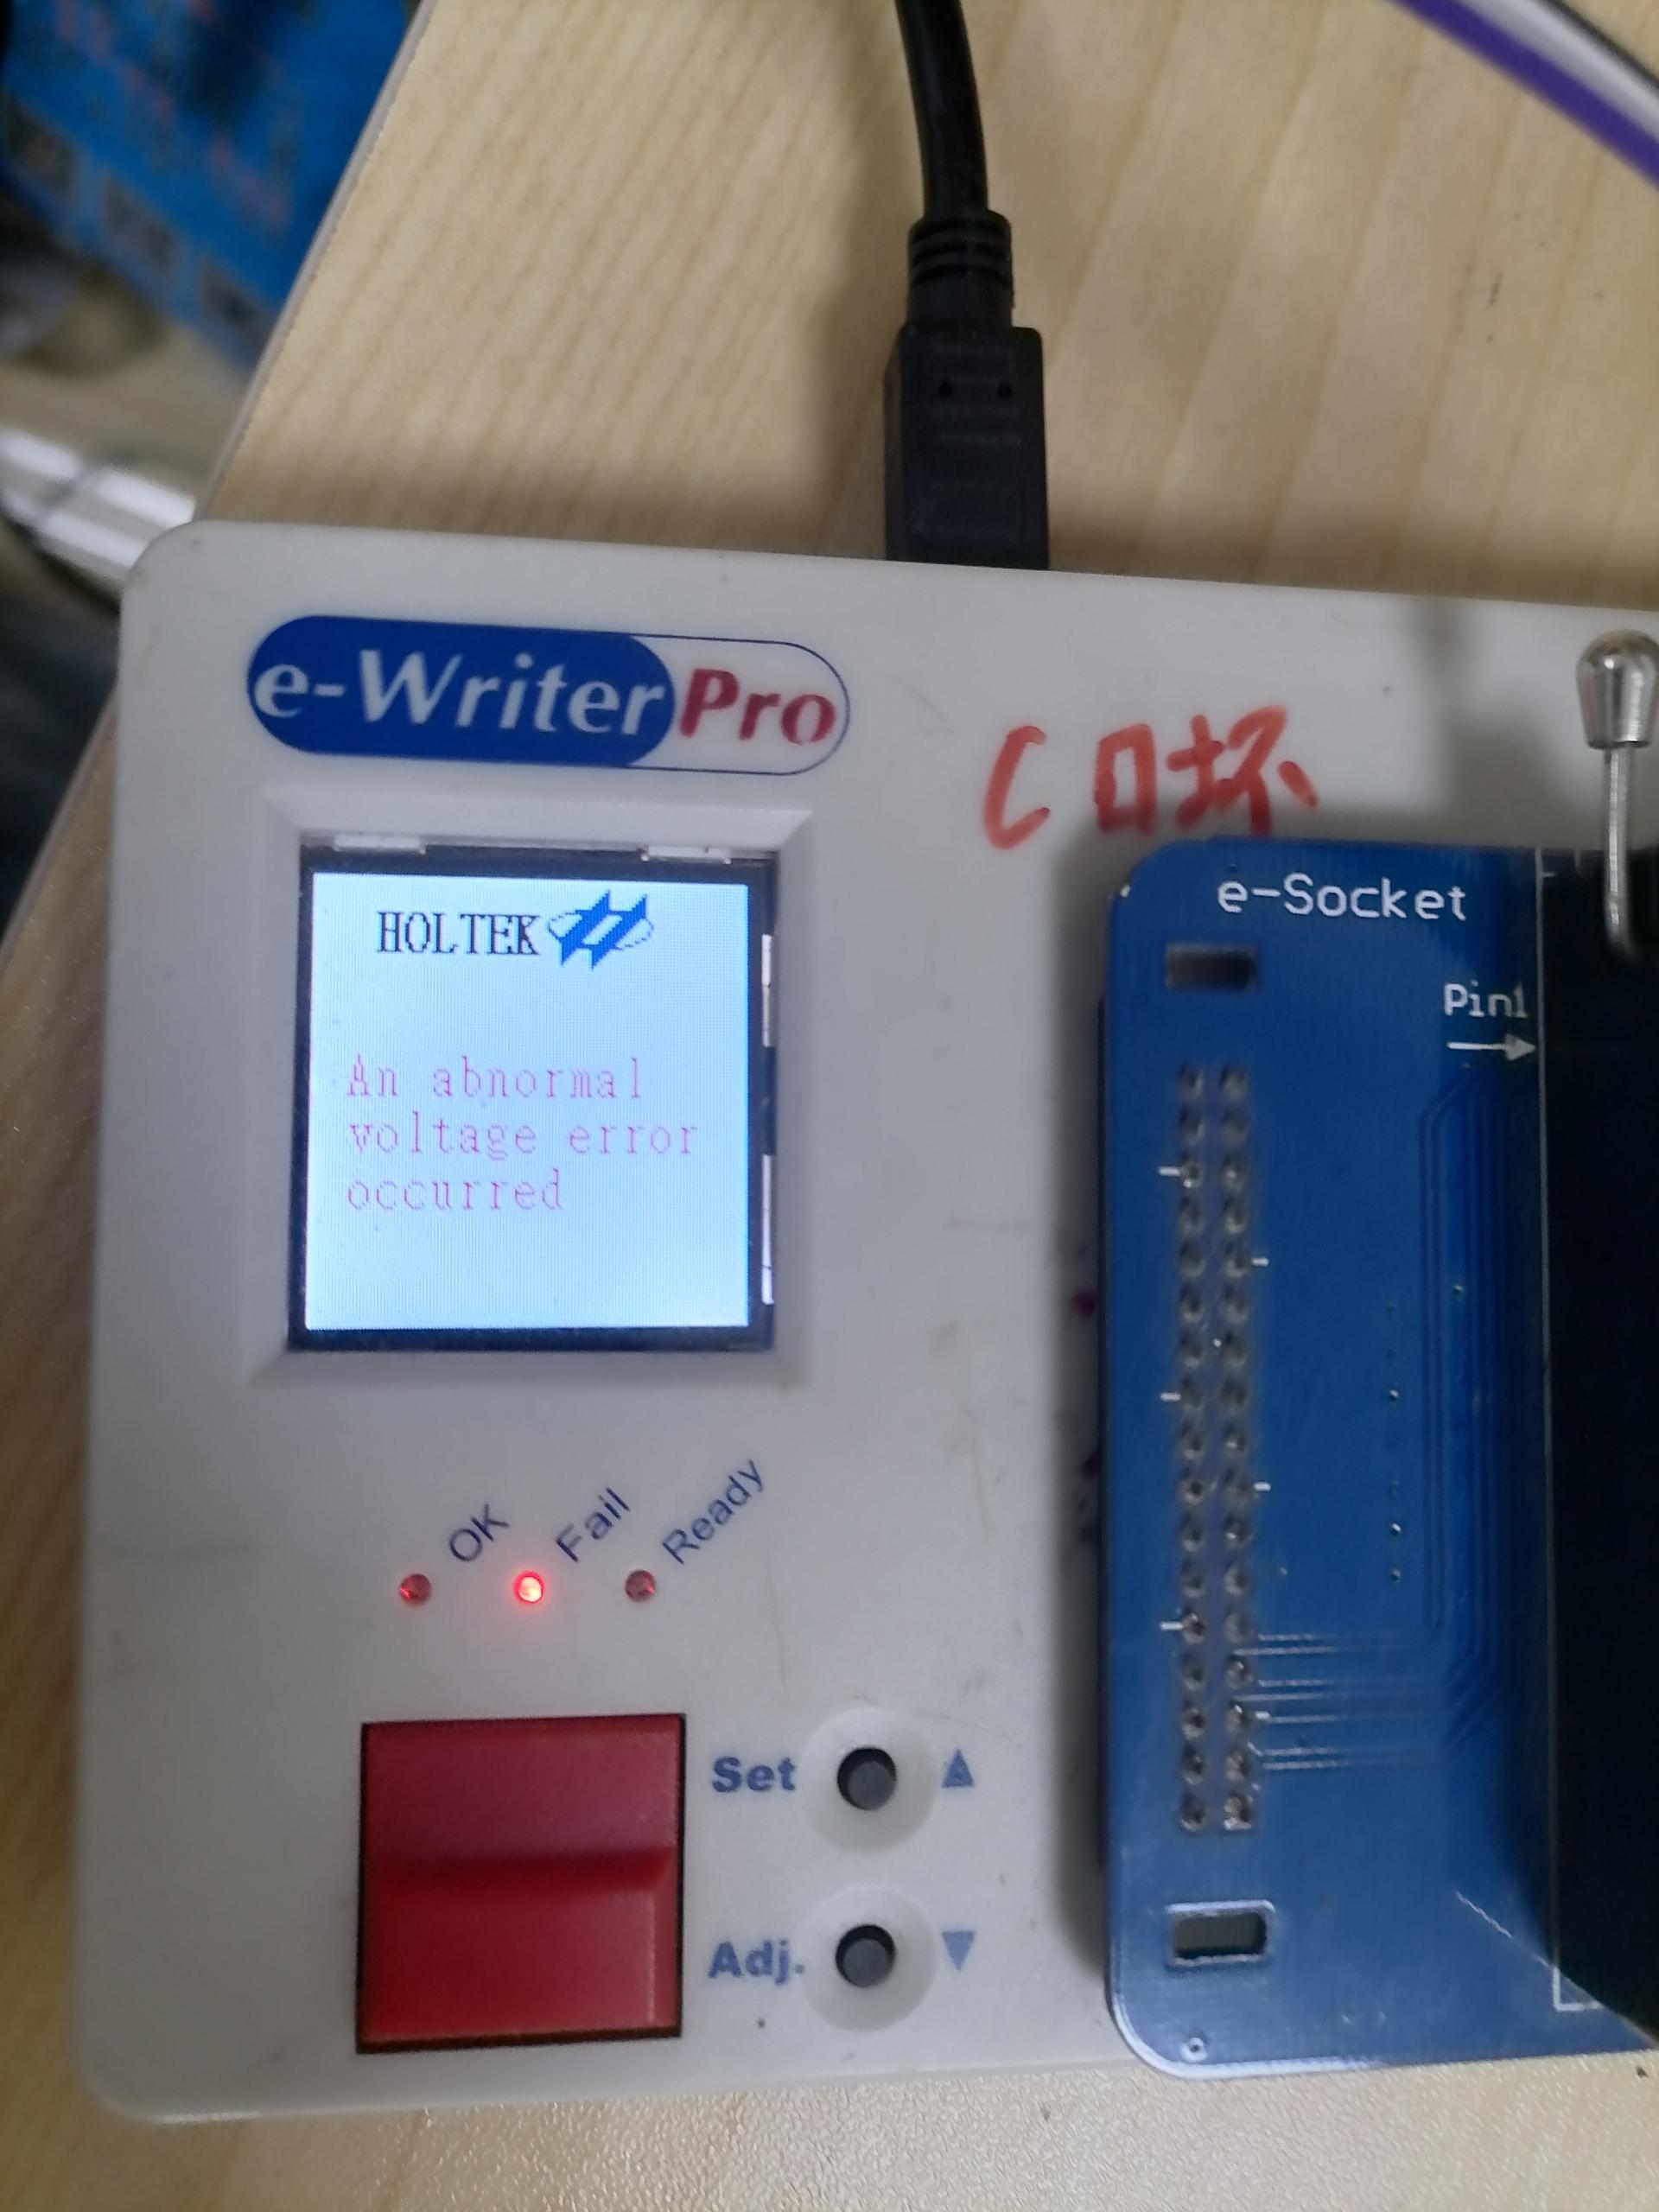 e-Writer Pro
C口坏
HOLTEK
An abnormal
voltage error
occurred
e-Socket
Pin1
OK
Fail
Ready
Set
Adj.